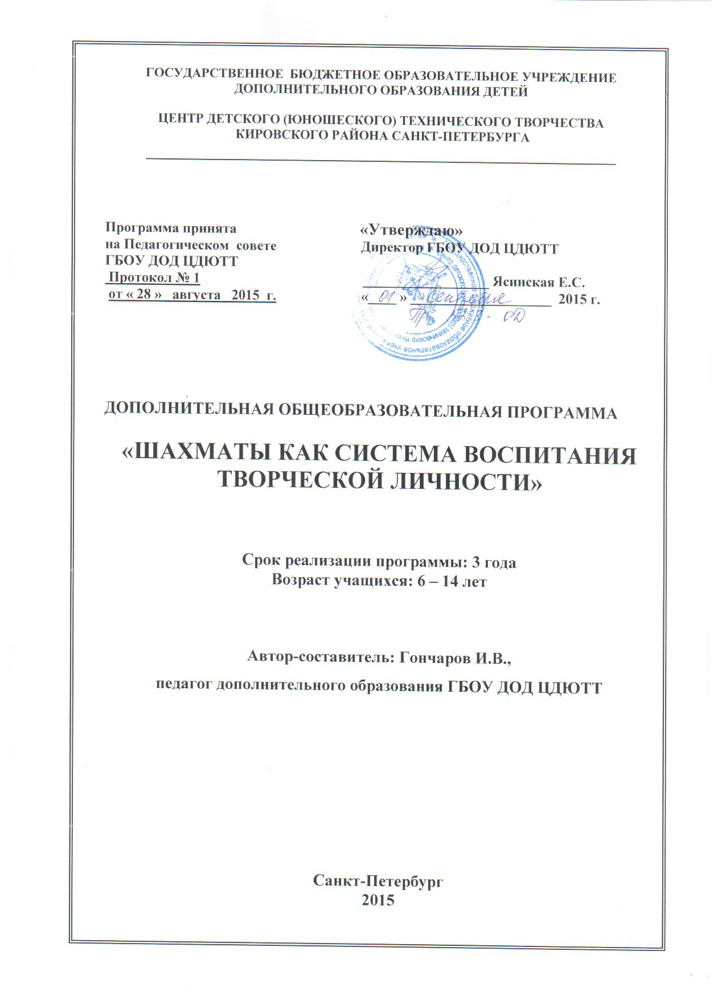 ГОСУДАРСТВЕННОЕ БЮДЖЕТНОЕ ОБРАЗОВАТЕЛЬНОЕ УЧРЕЖДЕНИЕ
ДОПОЛНИТЕЛЬНОГО ОБРАЗОВАНИЯ ДЕТЕЙ
ЦЕНТР ДЕТСКОГО (ЮНОШЕСКОГО) ТЕХНИЧЕСКОГО ТВОРЧЕСТВА
КИРОВСКОГО РАЙОНА САНКТ-ПЕТЕРБУРГА
Программа принята
на Педагогическом совете
ГБОУ ДОД ЦДЮТТ
Протокол № 1
от « 28 » августа 2015 г.
«Утверждаю»
Директор ГБОУ ДОД ЦДЮТТ
Ясинская Е.С.
« 01 » сентября 2015 г.
ДОПОЛНИТЕЛЬНАЯ ОБЩЕОБРАЗОВАТЕЛЬНАЯ ПРОГРАММА
«ШАХМАТЫ КАК СИСТЕМА ВОСПИТАНИЯ
ТВОРЧЕСКОЙ ЛИЧНОСТИ»
Срок реализации программы: 3 года
Возраст учащихся: 6 – 14 лет
Автор-составитель: Гончаров И.В.,
педагог дополнительного образования ГБОУ ДОД ЦДЮТТ
Санкт-Петербург
2015